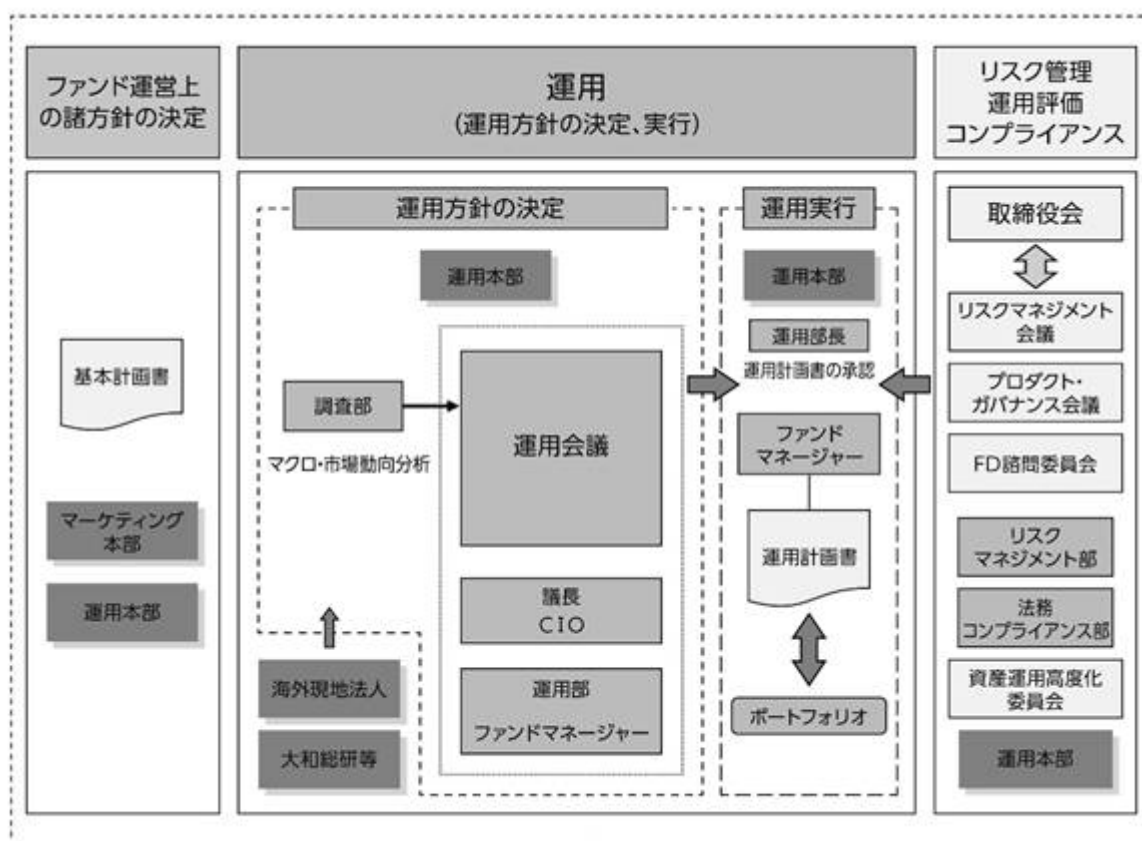 ファンド運営上
の諸方針の決定
運用
(運用方針の決定、実行)
リスク管理
運用評価
コンプライアンス
基本計画書
マーケティング
本部
運用本部
運用方針の決定
運用本部
調査部
マクロ・市場動向分析
運用会議
議長
CIO
運用部
ファンドマネージャー
海外現地法人
大和総研等
運用実行
運用本部
運用部長
運用計画書の承認
ファンド
マネージャー
運用計画書
ポートフォリオ
取締役会
リスクマネジメント
会議
プロダクト・
ガバナンス会議
FD諮問委員会
リスク
マネジメント部
法務
コンプライアンス部
資産運用高度化
委員会
運用本部